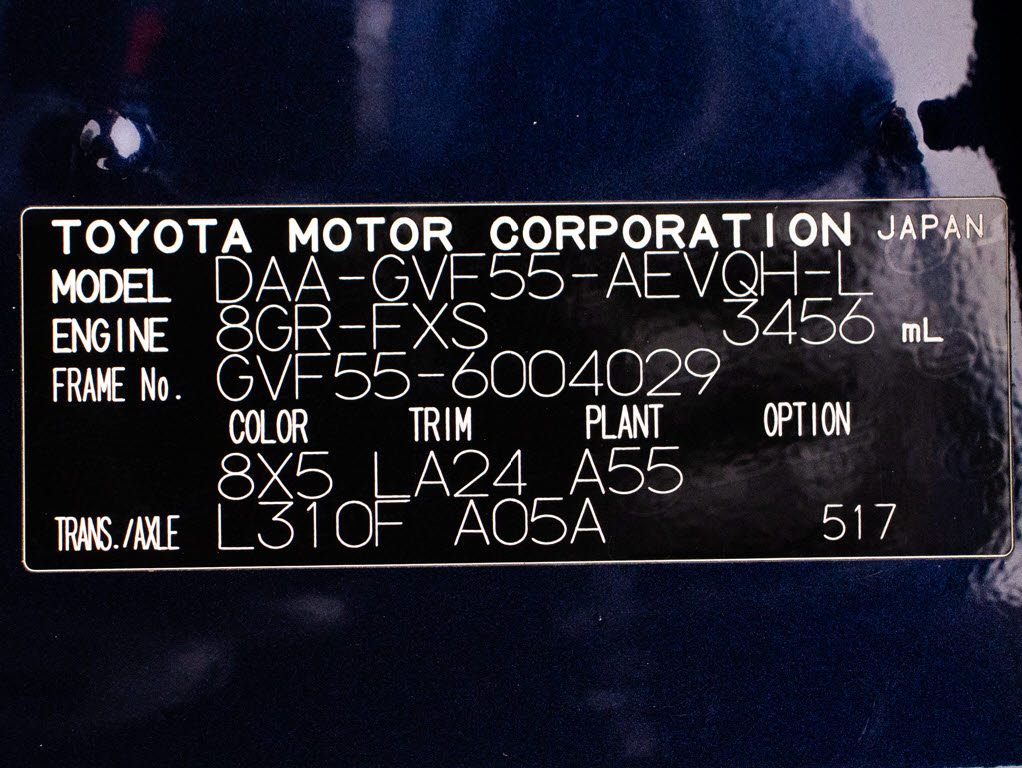 TOYOTA MOTOR CORPORATION JAPAN
MODEL DAA-GVF55-AEVQH-L
ENGINE 8GR-FXS 3456 mL
FRAME No. GVF55-6004029
COLOR TRIM PLANT OPTION
8X5 LA24 A55
TRANS./AXLE L310F A05A 517